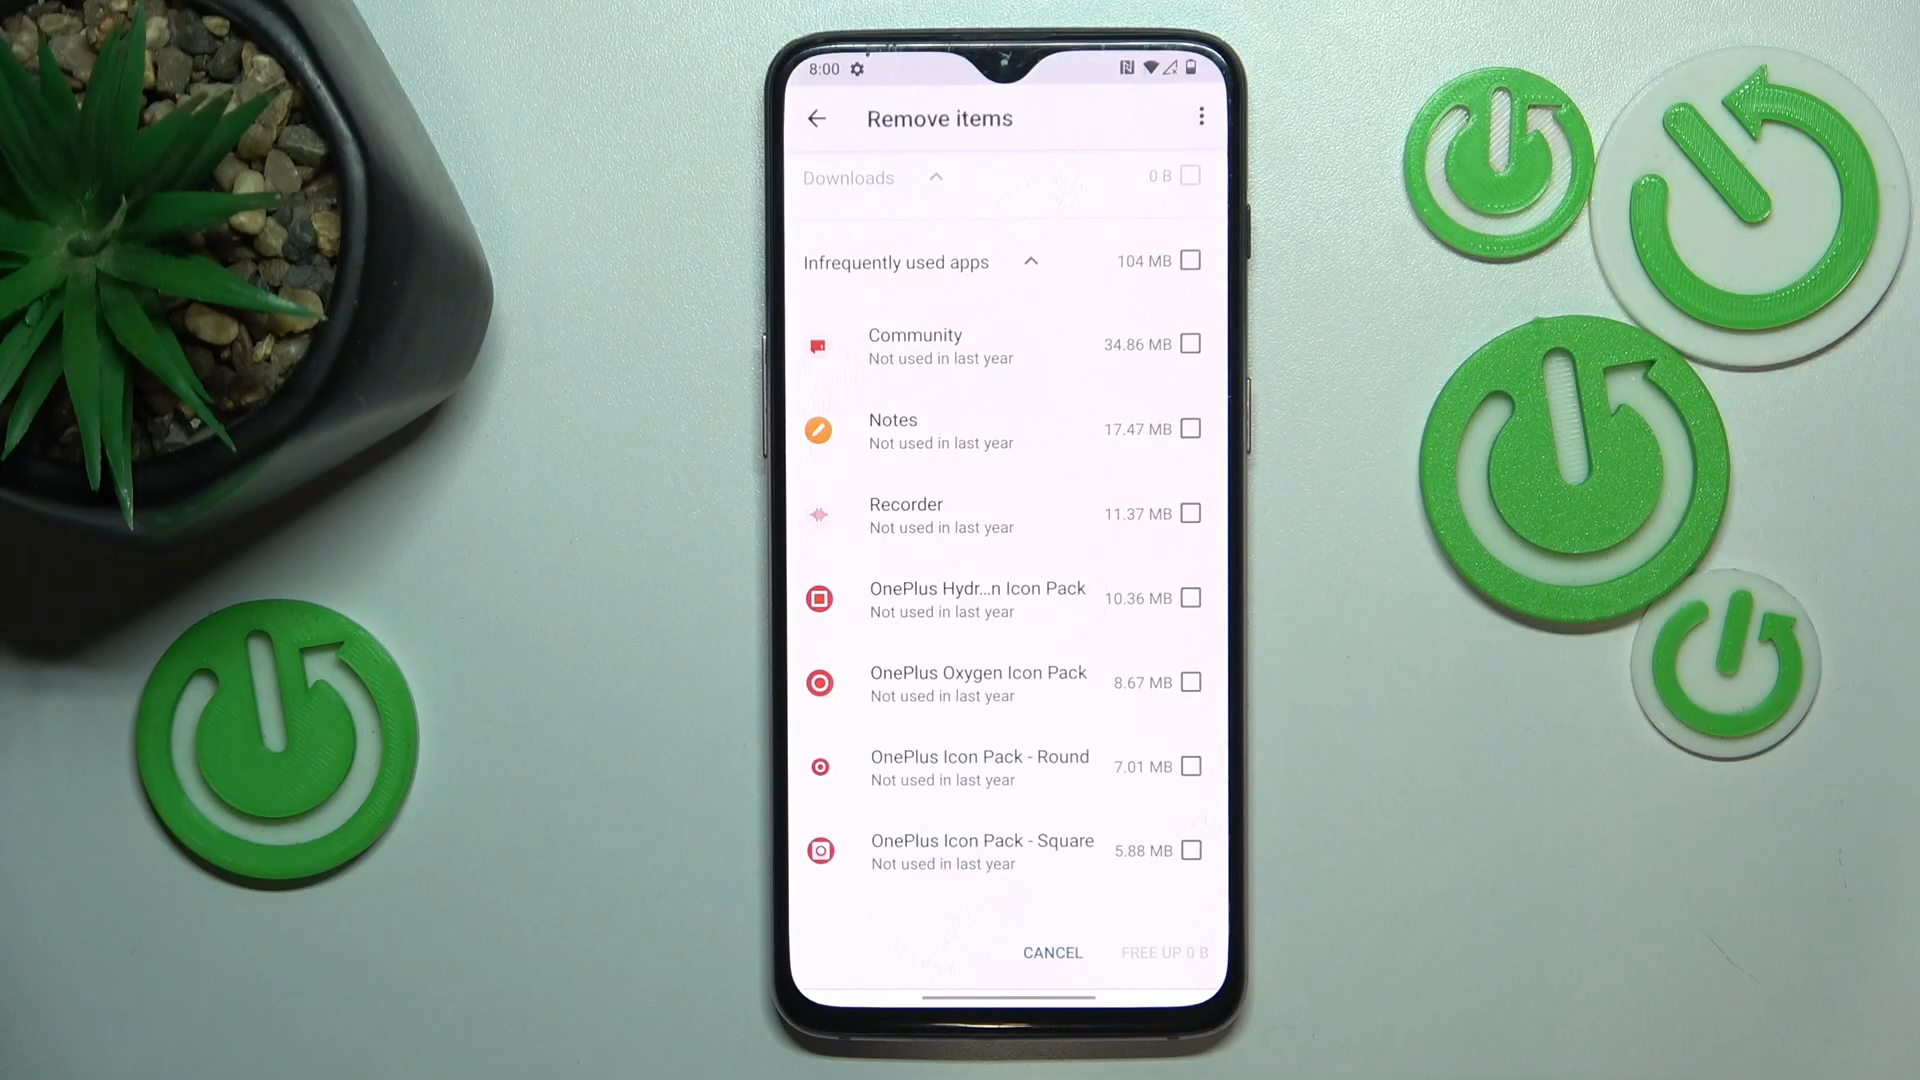 8:00
Remove items
Downloads 0 B
Infrequently used apps 104 MB
Community
Not used in last year
34.86 MB
Notes
Not used in last year
17.47 MB
Recorder
Not used in last year
11.37 MB
OnePlus Hydr...n Icon Pack
Not used in last year
10.36 MB
OnePlus Oxygen Icon Pack
Not used in last year
8.67 MB
OnePlus Icon Pack - Round
Not used in last year
7.01 MB
OnePlus Icon Pack - Square
Not used in last year
5.88 MB
CANCEL FREE UP 0 B